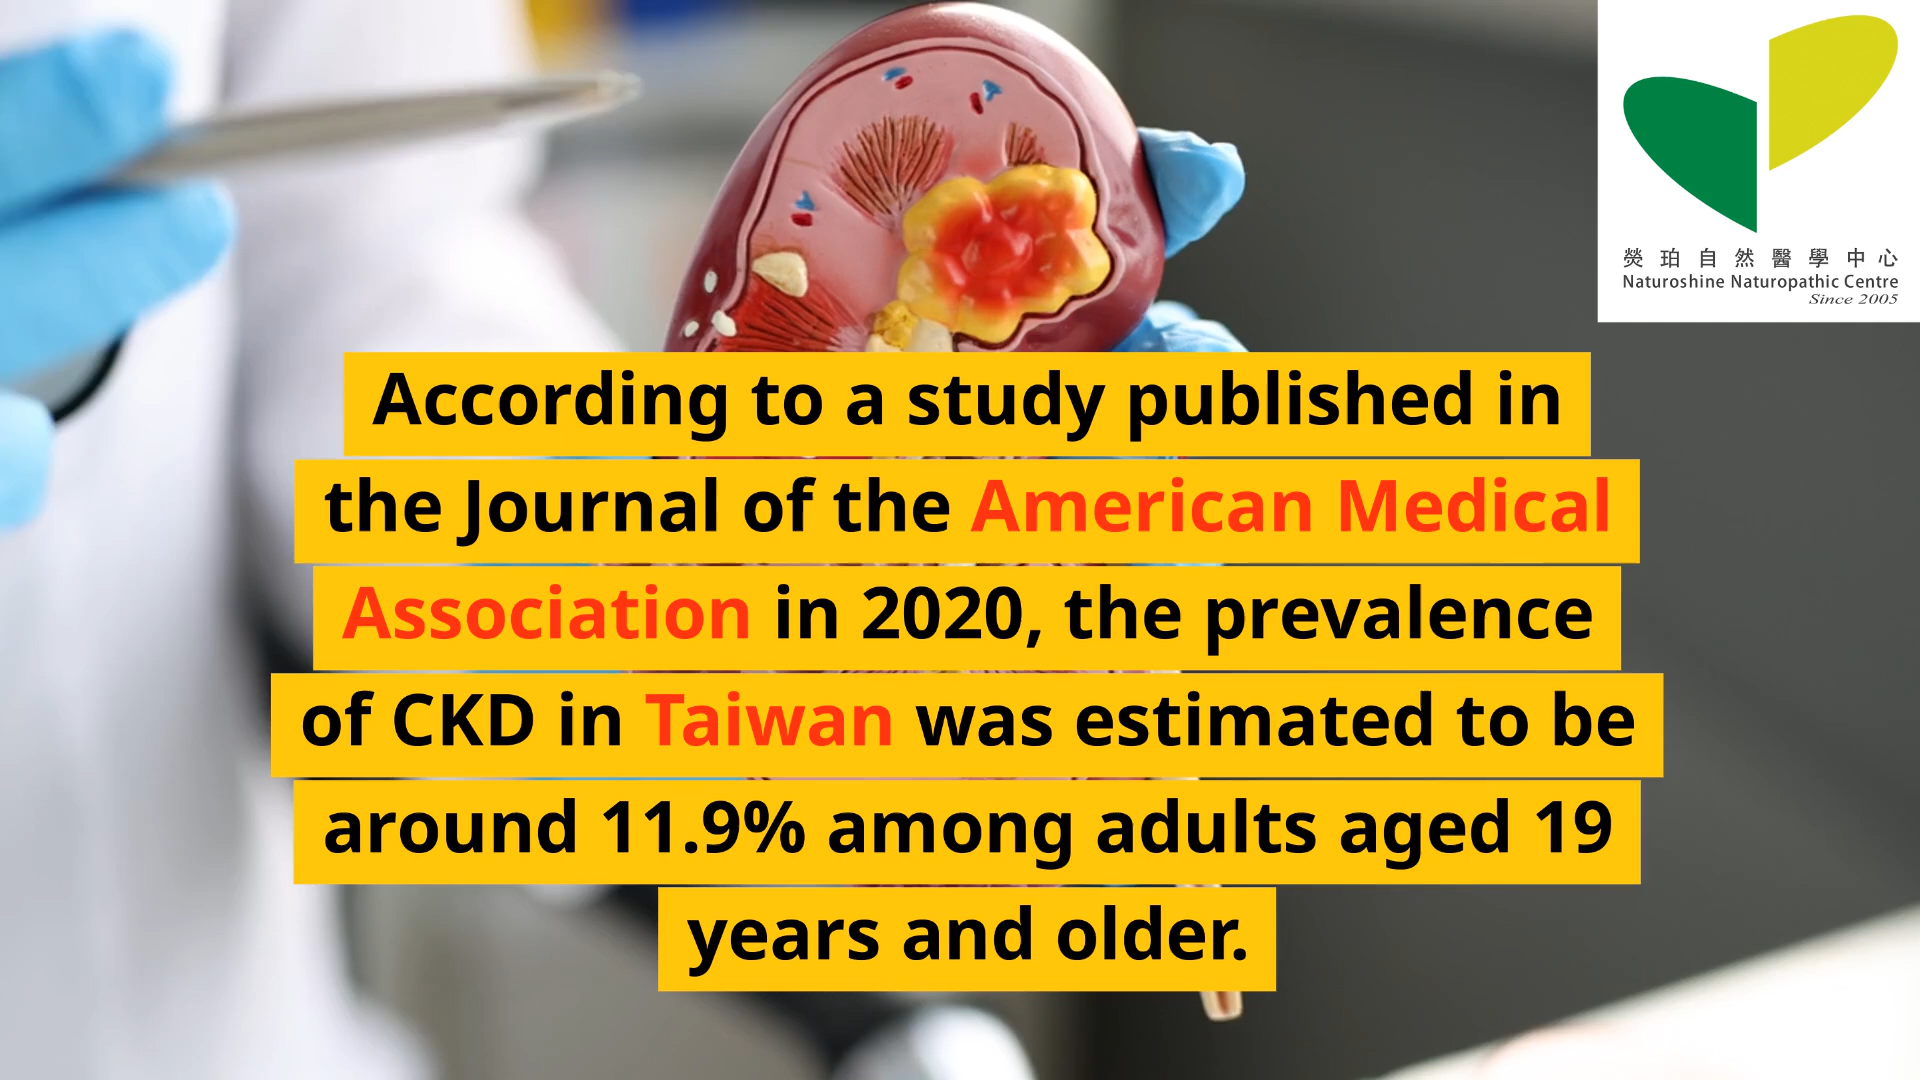 熒珀自然醫學中心
Naturoshine Naturopathic Centre
Since 2005
According to a study published in
the Journal of the American Medical
Association in 2020, the prevalence
of CKD in Taiwan was estimated to be
around 11.9% among adults aged 19
years and older.